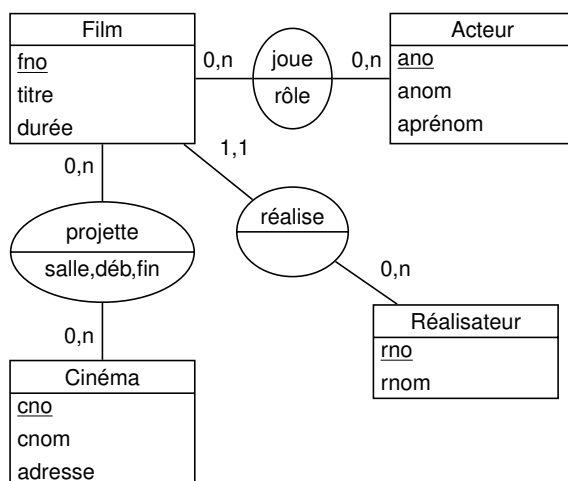 Film
fno
titre
durée
0,n
joue
rôle
0,n
Acteur
ano
anom
aprénom
0,n
1,1
projette
salle,déb,fin
réalise
0,n
0,n
Réalisateur
rno
rnom
Cinéma
cno
cnom
adresse